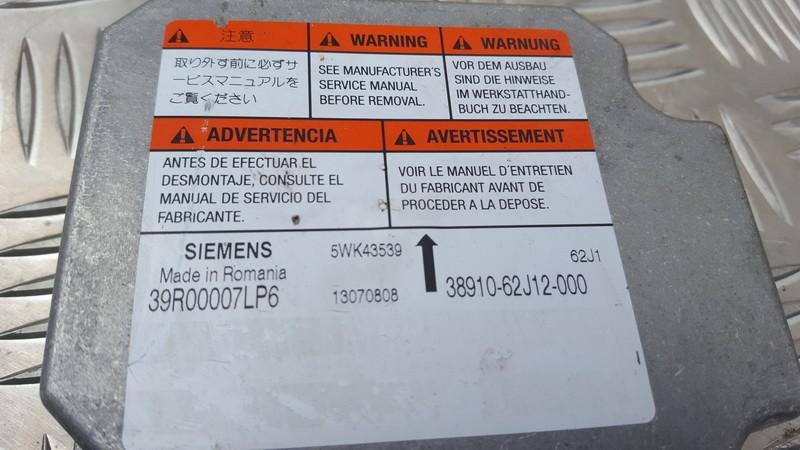 注意
取り外す前に必ずサ
ービスマニュアルを
ご覧ください
WARNING
SEE MANUFACTURER'S
SERVICE MANUAL
BEFORE REMOVAL.
WARNUNG
VOR DEM AUSBAU
SIND DIE HINWEISE
IM WERKSTATTHAND-
BUCH ZU BEACHTEN.
ADVERTENCIA
ANTES DE EFECTUAR EL
DESMONTAJE, CONSULTE EL
MANUAL DE SERVICIO DEL
FABRICANTE.
AVERTISSEMENT
VOIR LE MANUEL D'ENTRETIEN
DU FABRICANT AVANT DE
PROCEDER A LA DEPOSE.
SIEMENS 5WK43539 62J1
Made in Romania
39R00007LP6 13070808 38910-62J12-000